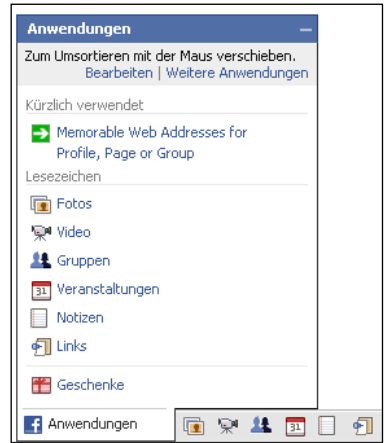 Anwendungen
Zum Umsortieren mit der Maus verschieben.
Bearbeiten | Weitere Anwendungen
Kürzlich verwendet
Memorable Web Addresses for
Profile, Page or Group
Lesezeichen
Fotos
Video
Gruppen
31 Veranstaltungen
Notizen
Links
Geschenke
f Anwendungen 31